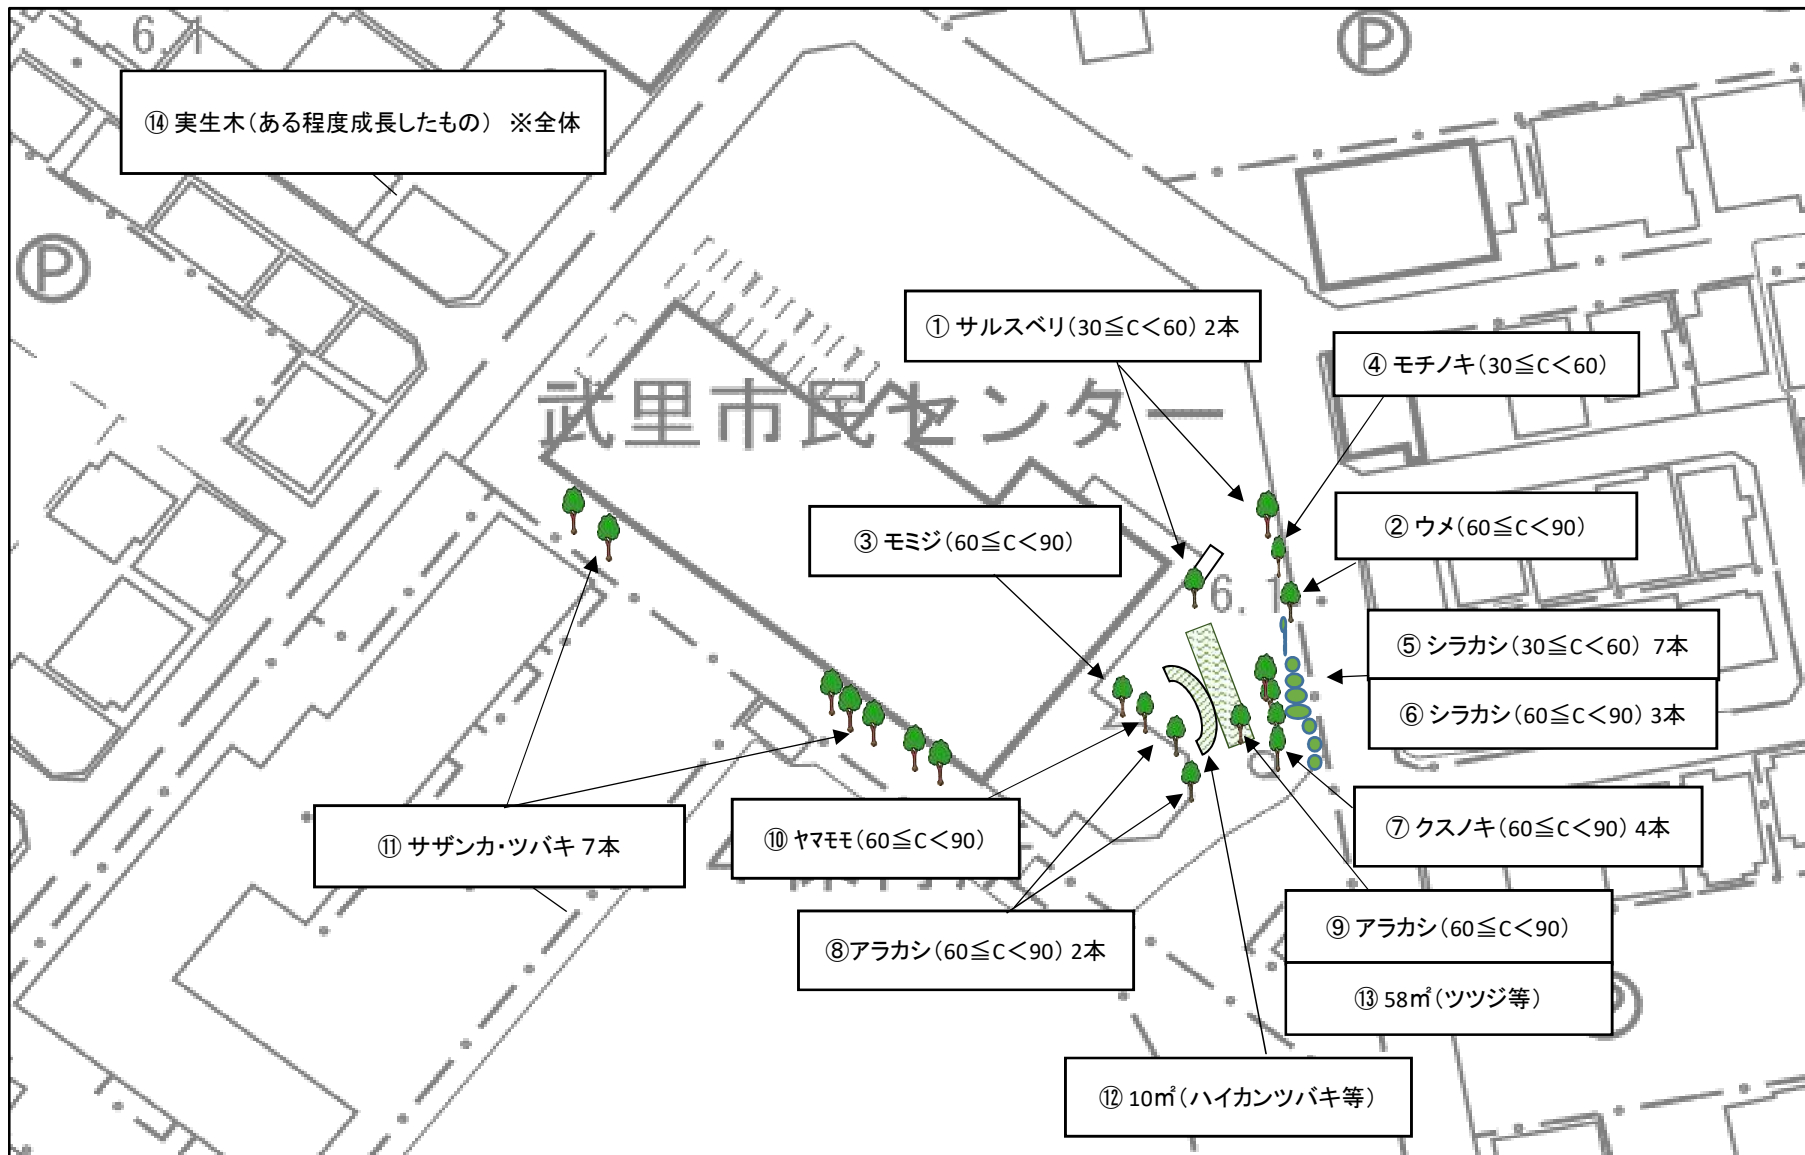 6.1
Ⓟ
⑭ 実生木(ある程度成長したもの) ※全体
Ⓟ
① サルスベリ(30≦C<60) 2本
④ モチノキ(30≦C<60)
武里市民センター
② ウメ(60≦C<90)
③ モミジ(60≦C<90)
6.1
⑤ シラカシ(30≦C<60) 7本
⑥ シラカシ(60≦C<90) 3本
⑦ クスノキ(60≦C<90) 4本
⑩ ヤマモモ(60≦C<90)
⑪ サザンカ・ツバキ 7本
⑧アラカシ(60≦C<90) 2本
⑨ アラカシ(60≦C<90)
⑬ 58㎡(ツツジ等)
⑫ 10㎡(ハイカンツバキ等)